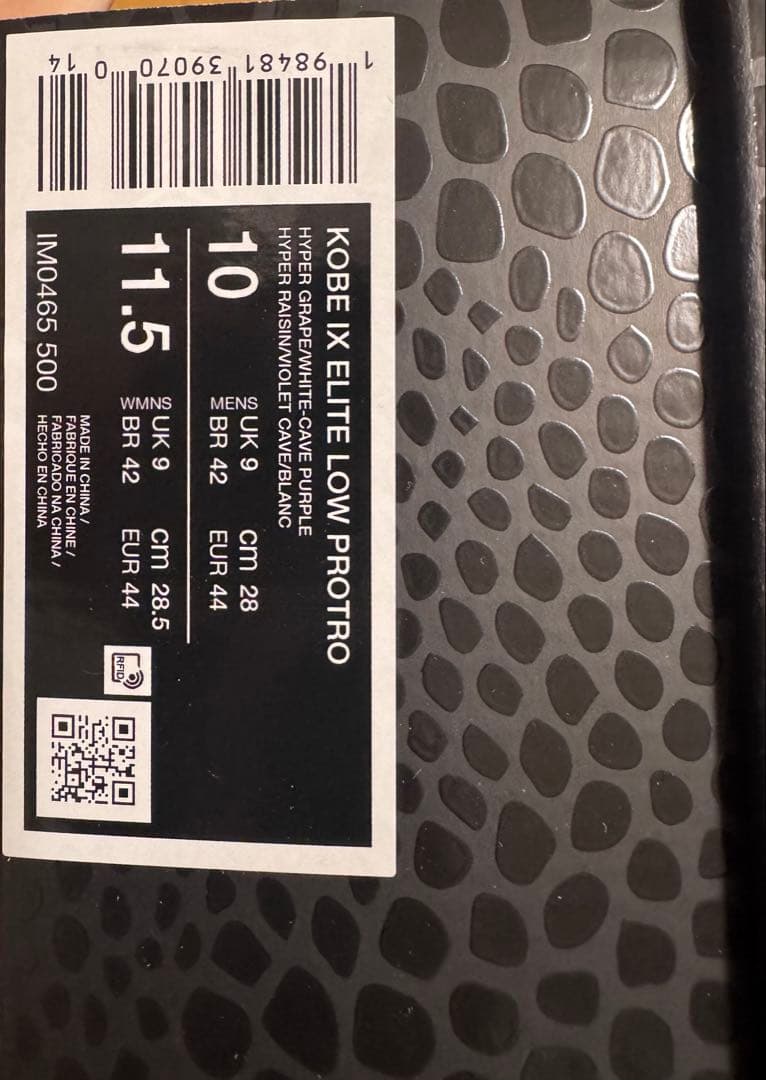 KOBE IX ELITE LOW PROTRO
HYPER GRAPE/WHITE-CAVE PURPLE
HYPER RAISIN/VIOLET CAVE/BLANC
10 MENS UK 9 cm 28
BR 42 EUR 44
11.5 WMNS UK 9 cm 28.5
BR 42 EUR 44
IM0465 500
MADE IN CHINA /
FABRIQUE EN CHINE /
FABRICADO NA CHINA /
HECHO EN CHINA
RFID
1 98481 39070 0 14